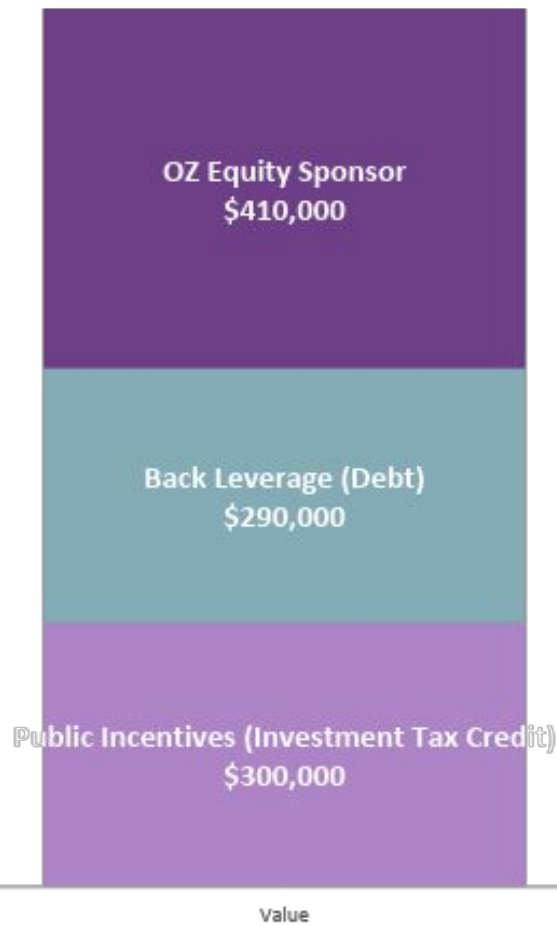 OZ Equity Sponsor
$410,000
Back Leverage (Debt)
$290,000
Public Incentives (Investment Tax Credit)
$300,000
Value